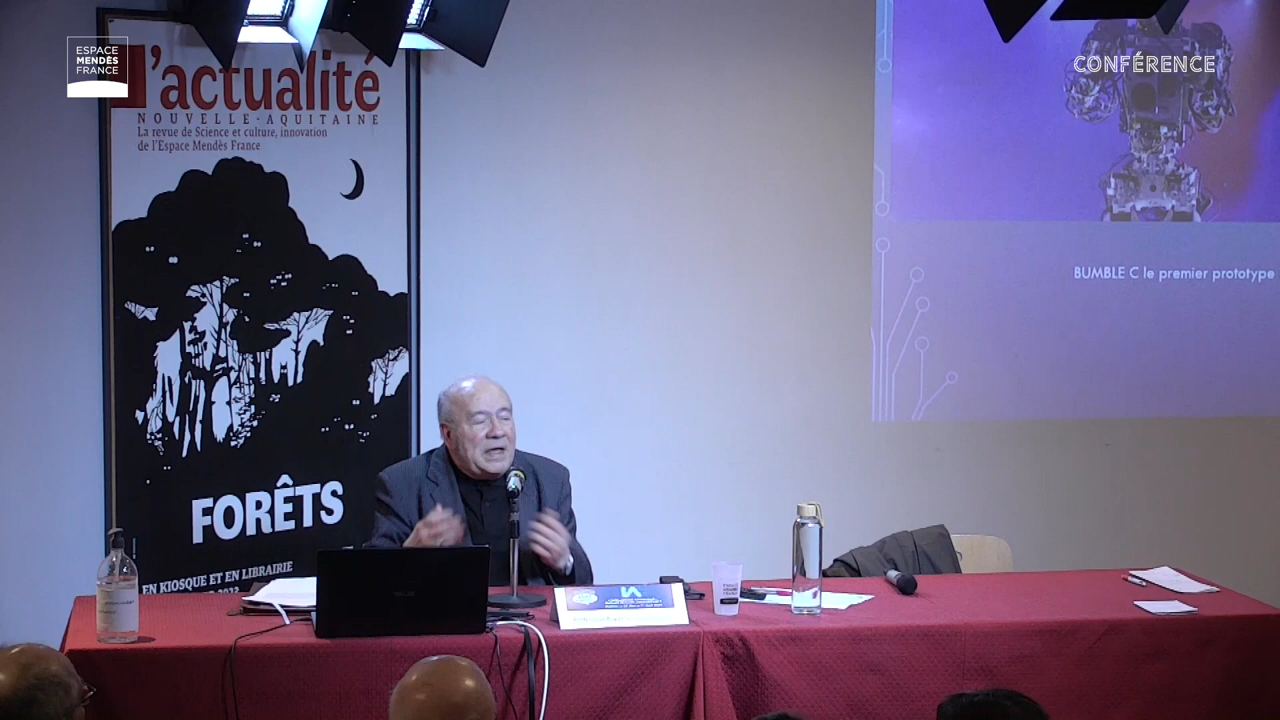 ESPACE
MENDÈS
FRANCE
l'actualité
NOUVELLE-AQUITAINE
La revue de Science et culture, innovation
de l'Espace Mendès France
FORÊTS
EN KIOSQUE ET EN LIBRAIRIE
CONFÉRENCE
BUMBLE C le premier prototype